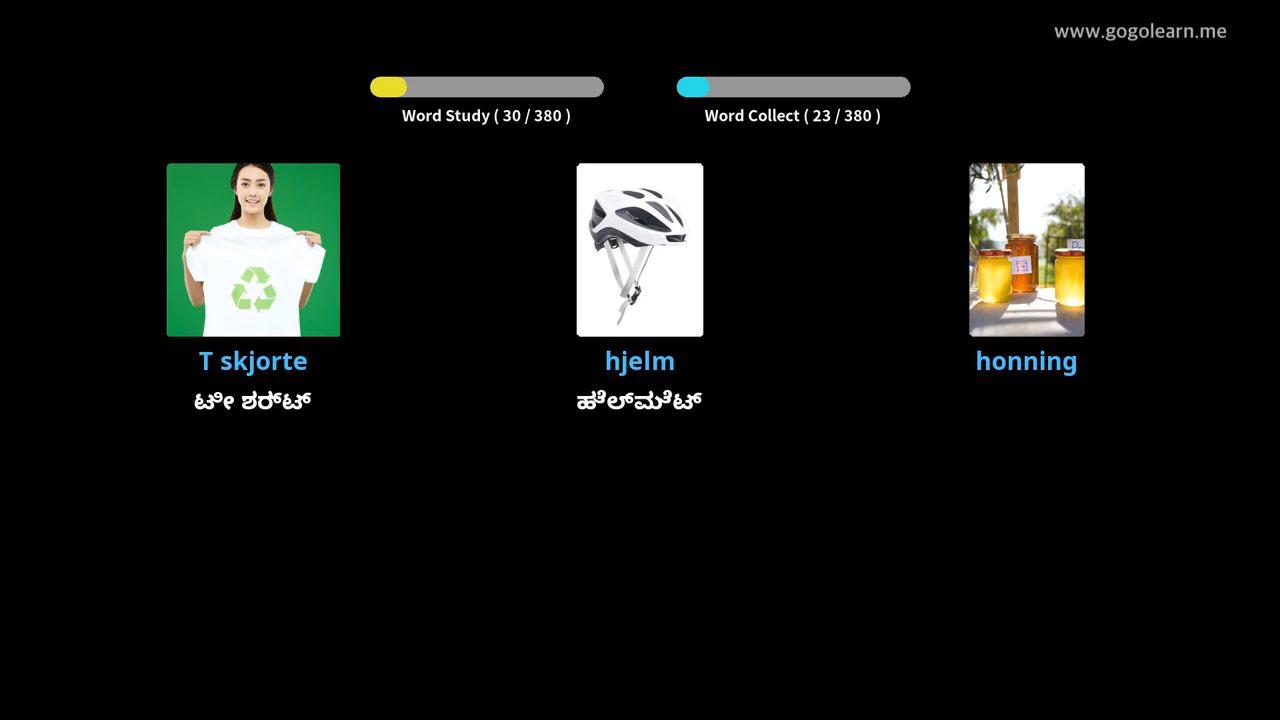 www.gogolearn.me
Word Study ( 30 / 380 )
Word Collect ( 23 / 380 )
T skjorte
hjelm
honning
ಟೀ ಶರ್ಟ್
ಹೆಲ್ಮೆಟ್